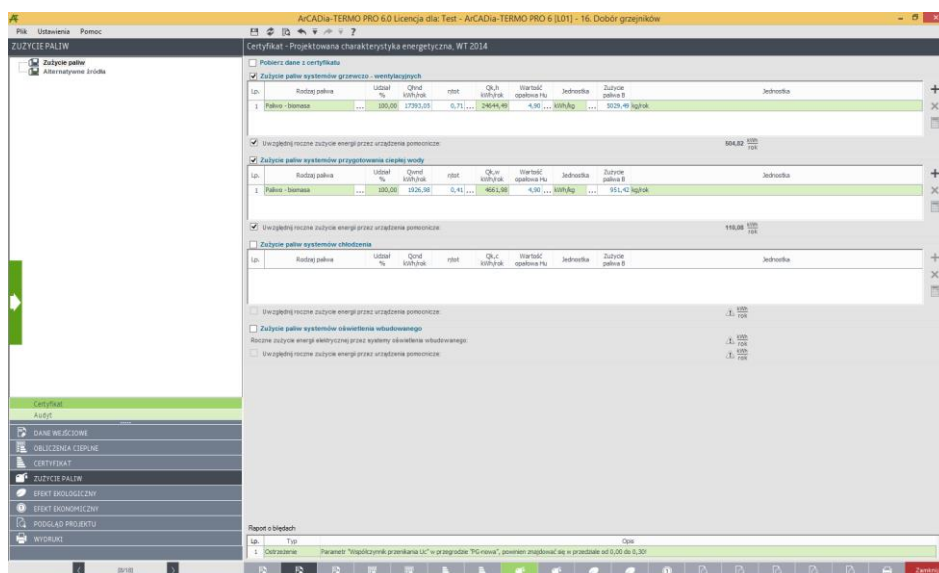 ArCADia-TERMO PRO 6.0 Licencja dla: Test - ArCADia-TERMO PRO 6 [L01] - 16. Dobór grzejników
Plik Ustawienia Pomoc
ZUŻYCIE PALIW
Certyfikat - Projektowana charakterystyka energetyczna, WT 2014
Zużycie paliw
Alternatywne źródła
Pobierz dane z certyfikatu
Zużycie paliw systemów grzewczo - wentylacyjnych
Lp. Rodzaj paliwa Udział % Qhnd kWh/rok ηtot Qk,h kWh/rok Wartość opałowa Hu Jednostka Zużycie paliwa B Jednostka
1 Paliwo - biomasa ... 100,00 17393,05 0,71 ... 24644,49 4,90 ... kWh/kg ... 5029,49 kg/rok
Uwzględnij roczne zużycie energi przez urządzenia pomocnicze: 504,02 kWh/rok
Zużycie paliw systemów przygotowania ciepłej wody
Lp. Rodzaj paliwa Udział % Qwnd kWh/rok ηtot Qk,w kWh/rok Wartość opałowa Hu Jednostka Zużycie paliwa B Jednostka
1 Paliwo - biomasa ... 100,00 1926,98 0,41 ... 4661,98 4,90 ... kWh/kg ... 951,42 kg/rok
Uwzględnij roczne zużycie energi przez urządzenia pomocnicze: kWh/rok
Zużycie paliw systemów chłodzenia
Lp. Rodzaj paliwa Udział % Qcnd kWh/rok ηtot Qk,c kWh/rok Wartość opałowa Hu Jednostka Zużycie paliwa B Jednostka
Uwzględnij roczne zużycie energi przez urządzenia pomocnicze: kWh/rok
Zużycie paliw systemów oświetlenia wbudowanego
Roczne zużycie energi elektrycznej przez systemy oświetlenia wbudowanego: kWh/rok
Uwzględnij roczne zużycie energi przez urządzenia pomocnicze: kWh/rok
Certyfikat
Audyt
DANE WEJŚCIOWE
OBLICZENIA CIEPLNE
CERTYFIKAT
ZUŻYCIE PALIW
EFEKT EKOLOGICZNY
EFEKT EKONOMICZNY
PODGLĄD PROJEKTU
WYDRUKI
Raport o błędach
Lp. Typ Opis
1 Ostrzeżenie Parametr "Współczynnik przenikania Uc" w przegrodzie "PG-nowa", powinien znajdować się w przedziale od 0,00 do 0,30!
Zamknij